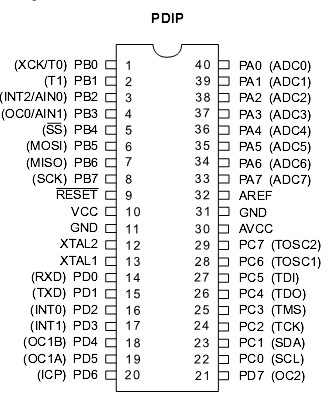 PDIP
(XCK/T0) PB0 1 40 PA0 (ADC0)
(T1) PB1 2 39 PA1 (ADC1)
(INT2/AIN0) PB2 3 38 PA2 (ADC2)
(OC0/AIN1) PB3 4 37 PA3 (ADC3)
(SS) PB4 5 36 PA4 (ADC4)
(MOSI) PB5 6 35 PA5 (ADC5)
(MISO) PB6 7 34 PA6 (ADC6)
(SCK) PB7 8 33 PA7 (ADC7)
RESET 9 32 AREF
VCC 10 31 GND
GND 11 30 AVCC
XTAL2 12 29 PC7 (TOSC2)
XTAL1 13 28 PC6 (TOSC1)
(RXD) PD0 14 27 PC5 (TDI)
(TXD) PD1 15 26 PC4 (TDO)
(INT0) PD2 16 25 PC3 (TMS)
(INT1) PD3 17 24 PC2 (TCK)
(OC1B) PD4 18 23 PC1 (SDA)
(OC1A) PD5 19 22 PC0 (SCL)
(ICP) PD6 20 21 PD7 (OC2)